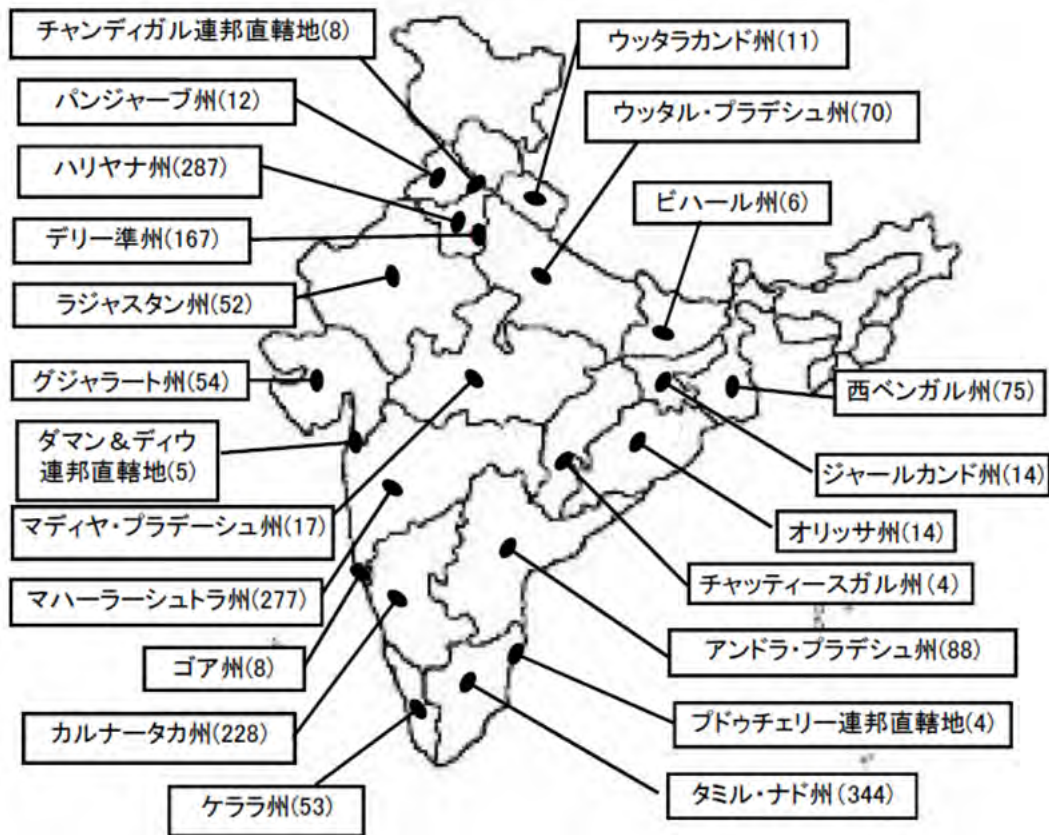 チャンディガル連邦直轄地(8)
パンジャーブ州(12)
ハリヤナ州(287)
デリー準州(167)
ラジャスタン州(52)
グジャラート州(54)
ダマン＆ディウ
連邦直轄地(5)
マディヤ・プラデーシュ州(17)
マハーラーシュトラ州(277)
ゴア州(8)
カルナータカ州(228)
ケララ州(53)
ウッタラカンド州(11)
ウッタル・プラデシュ州(70)
ビハール州(6)
西ベンガル州(75)
ジャールカンド州(14)
オリッサ州(14)
チャッティースガル州(4)
アンドラ・プラデシュ州(88)
プドゥチェリー連邦直轄地(4)
タミル・ナド州(344)